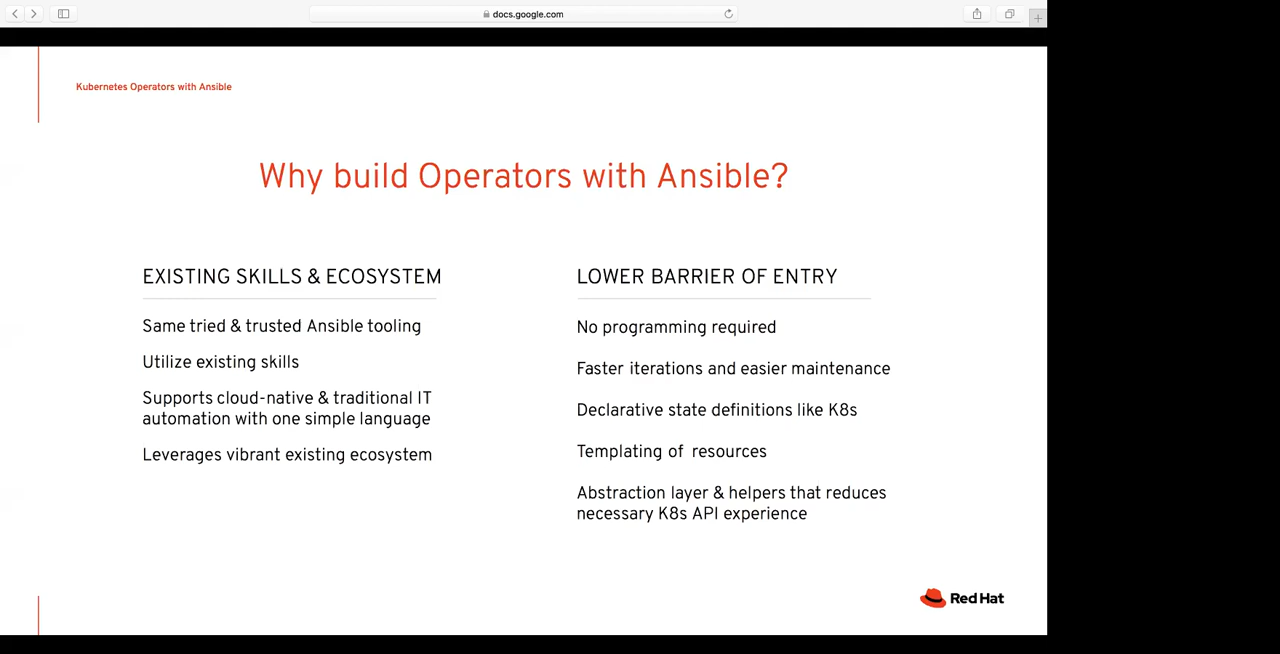 docs.google.com
Kubernetes Operators with Ansible
Why build Operators with Ansible?
EXISTING SKILLS & ECOSYSTEM
Same tried & trusted Ansible tooling
Utilize existing skills
Supports cloud-native & traditional IT
automation with one simple language
Leverages vibrant existing ecosystem
LOWER BARRIER OF ENTRY
No programming required
Faster iterations and easier maintenance
Declarative state definitions like K8s
Templating of resources
Abstraction layer & helpers that reduces
necessary K8s API experience
Red Hat